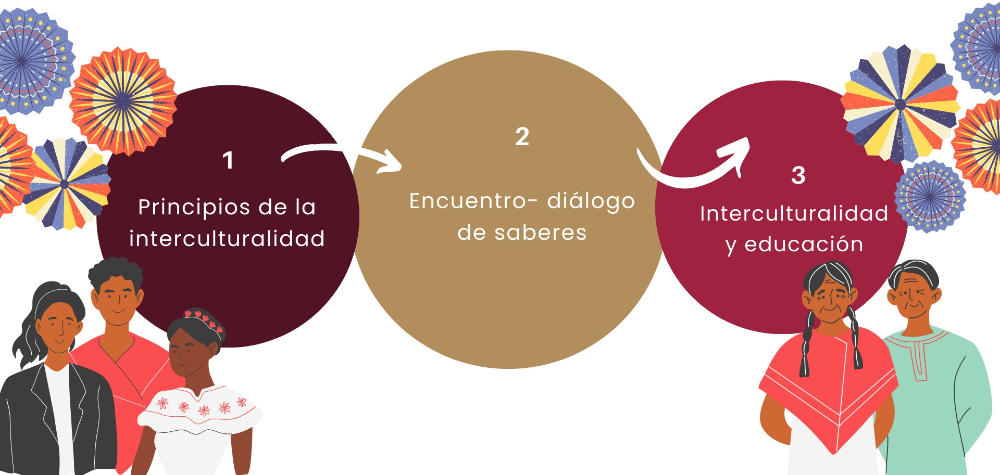 1
Principios de la
interculturalidad
2
Encuentro- diálogo
de saberes
3
Interculturalidad
y educación